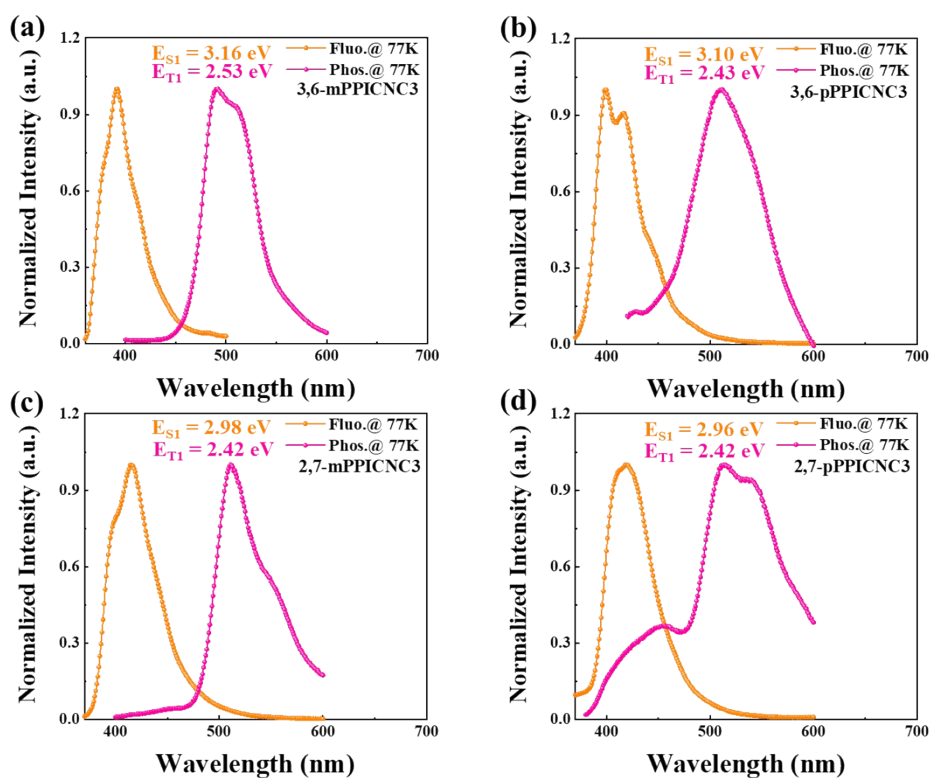 (a)
1.2
0.9
0.6
0.3
0.0
Normalized Intensity (a.u.)
E_S1 = 3.16 eV
E_T1 = 2.53 eV
Fluo.@ 77K
Phos.@ 77K
3,6-mPPICNC3
400 500 600 700
Wavelength (nm)
(b)
1.2
0.9
0.6
0.3
0.0
Normalized Intensity (a.u.)
E_S1 = 3.10 eV
E_T1 = 2.43 eV
Fluo.@ 77K
Phos.@ 77K
3,6-pPPICNC3
400 500 600 700
Wavelength (nm)
(c)
1.2
0.9
0.6
0.3
0.0
Normalized Intensity (a.u.)
E_S1 = 2.98 eV
E_T1 = 2.42 eV
Fluo.@ 77K
Phos.@ 77K
2,7-mPPICNC3
400 500 600 700
Wavelength (nm)
(d)
1.2
0.9
0.6
0.3
0.0
Normalized Intensity (a.u.)
E_S1 = 2.96 eV
E_T1 = 2.42 eV
Fluo.@ 77K
Phos.@ 77K
2,7-pPPICNC3
400 500 600 700
Wavelength (nm)